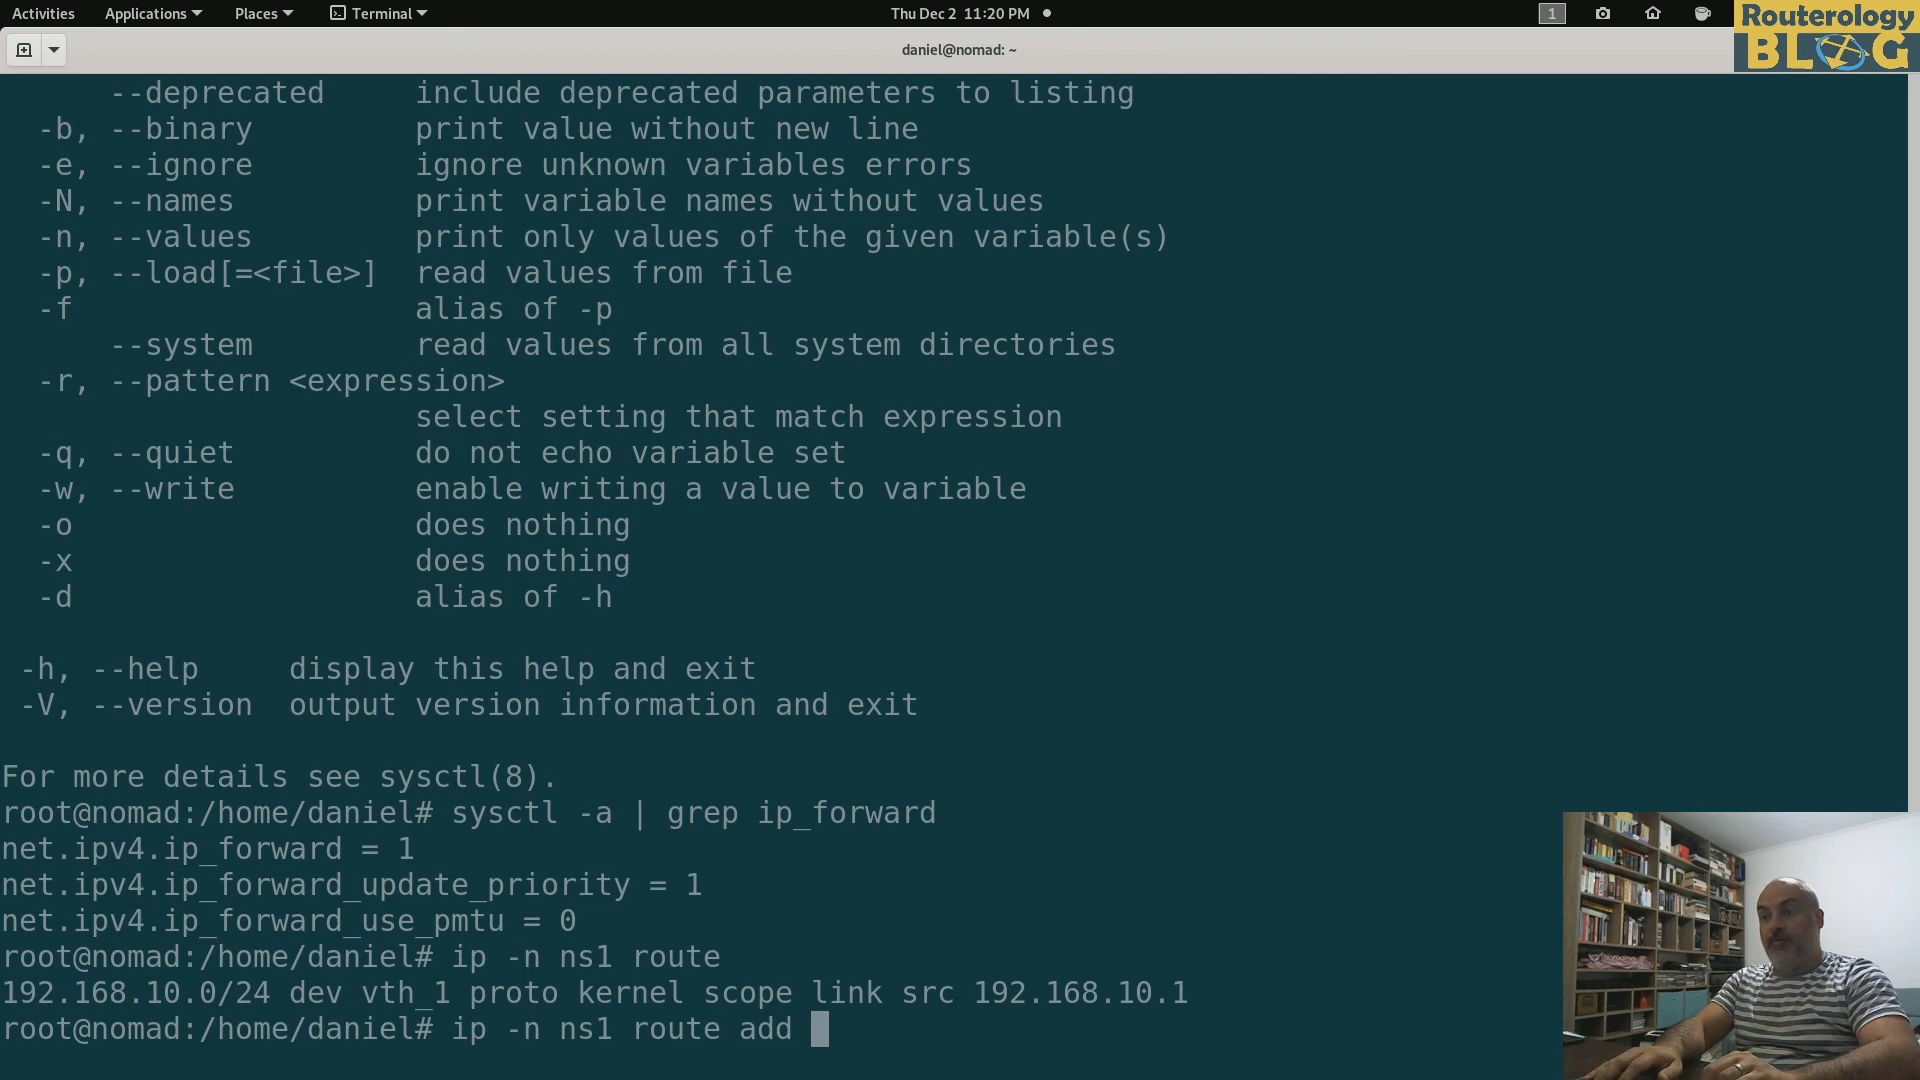 Activities Applications Places Terminal Thu Dec 2 11:20 PM 1
Routerology
BLOG
daniel@nomad: ~
--deprecated include deprecated parameters to listing
-b, --binary print value without new line
-e, --ignore ignore unknown variables errors
-N, --names print variable names without values
-n, --values print only values of the given variable(s)
-p, --load[=<file>] read values from file
-f alias of -p
--system read values from all system directories
-r, --pattern <expression>
select setting that match expression
-q, --quiet do not echo variable set
-w, --write enable writing a value to variable
-o does nothing
-x does nothing
-d alias of -h
-h, --help display this help and exit
-V, --version output version information and exit
For more details see sysctl(8).
root@nomad:/home/daniel# sysctl -a | grep ip_forward
net.ipv4.ip_forward = 1
net.ipv4.ip_forward_update_priority = 1
net.ipv4.ip_forward_use_pmtu = 0
root@nomad:/home/daniel# ip -n ns1 route
192.168.10.0/24 dev vth_1 proto kernel scope link src 192.168.10.1
root@nomad:/home/daniel# ip -n ns1 route add